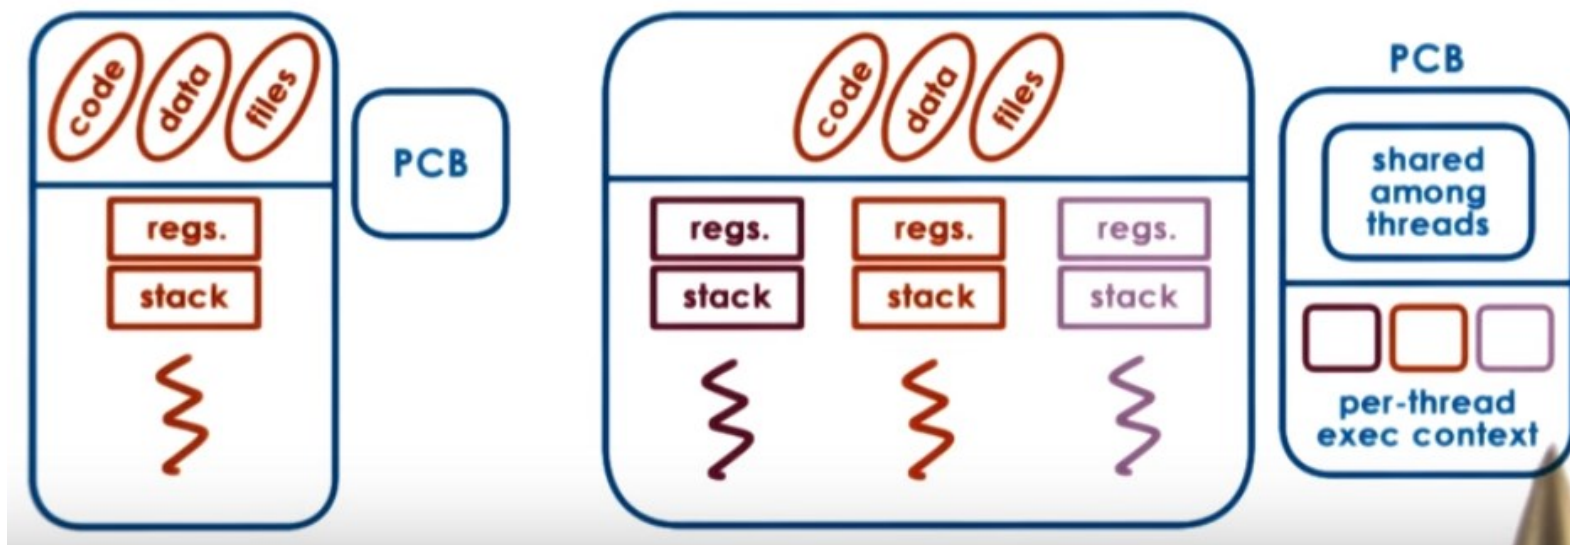 code data files
PCB
regs.
stack
code data files
regs. regs. regs.
stack stack stack
PCB
shared
among
threads
per-thread
exec context